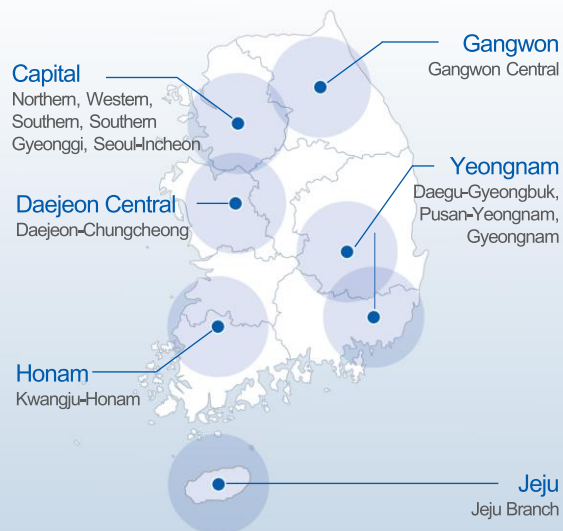 Capital
Northern, Western,
Southern, Southern
Gyeonggi, Seoul-Incheon
Gangwon
Gangwon Central
Daejeon Central
Daejeon-Chungcheong
Yeongnam
Daegu-Gyeongbuk,
Pusan-Yeongnam,
Gyeongnam
Honam
Kwangju-Honam
Jeju
Jeju Branch